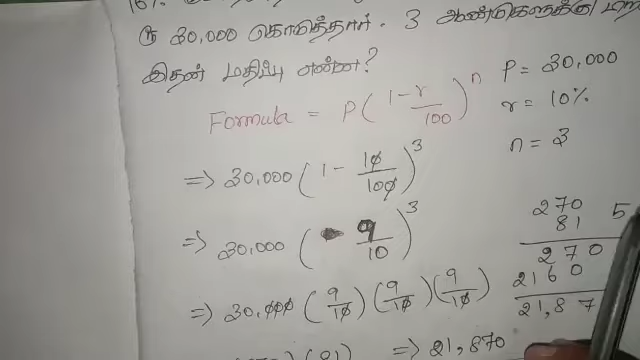 ரூ 30,000 கொடுத்தார். 3 ஆண்டுகளுக்கு
இதன் மதிப்பு என்ன?
P = 30,000
Formula = P(1 - r/100)^n
r = 10%
n = 3
=> 30,000 (1 - 10/100)^3
=> 30,000 (9/10)^3
270
81
270
2160
21,87
=> 30,000 (9/10)(9/10)(9/10)
=> 21,870